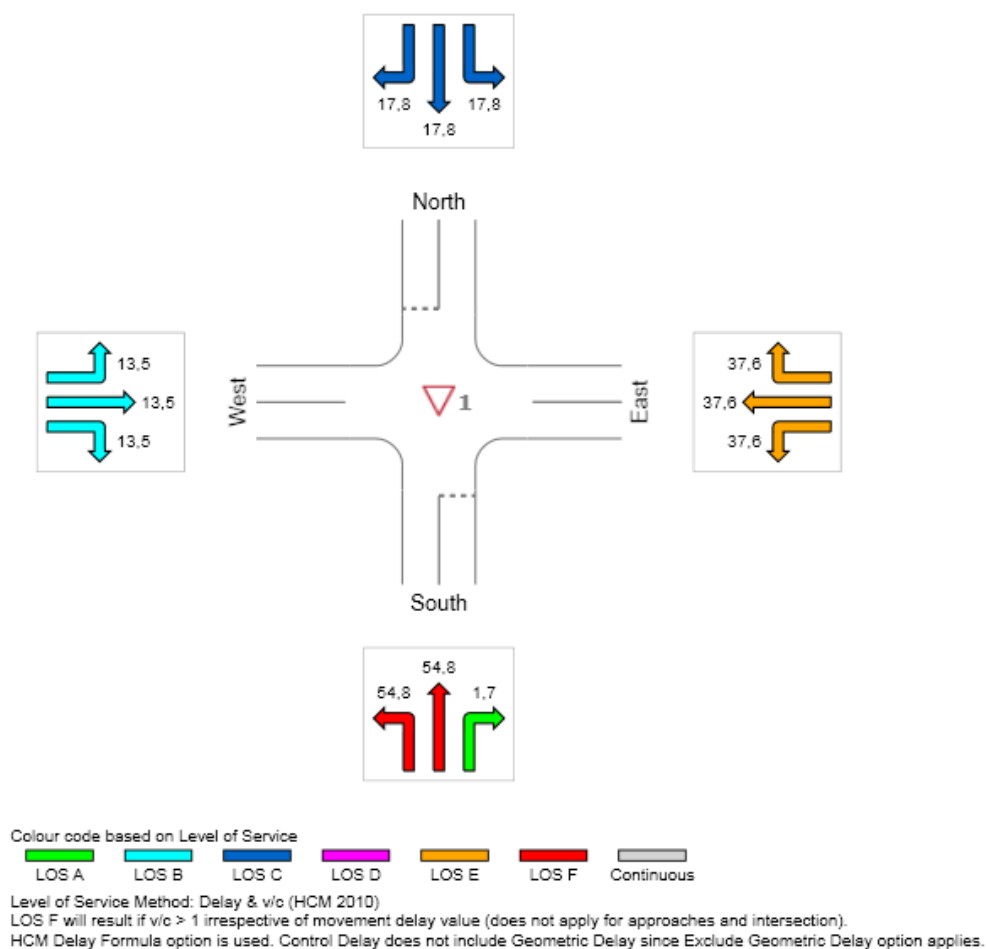 17,8
17,8
17,8
North
13,5
13,5
13,5
West
1
East
37,6
37,6
37,6
South
54,8
54,8
1,7
Colour code based on Level of Service
LOS A LOS B LOS C LOS D LOS E LOS F Continuous
Level of Service Method: Delay & v/c (HCM 2010)
LOS F will result if v/c > 1 irrespective of movement delay value (does not apply for approaches and intersection).
HCM Delay Formula option is used. Control Delay does not include Geometric Delay since Exclude Geometric Delay option applies.